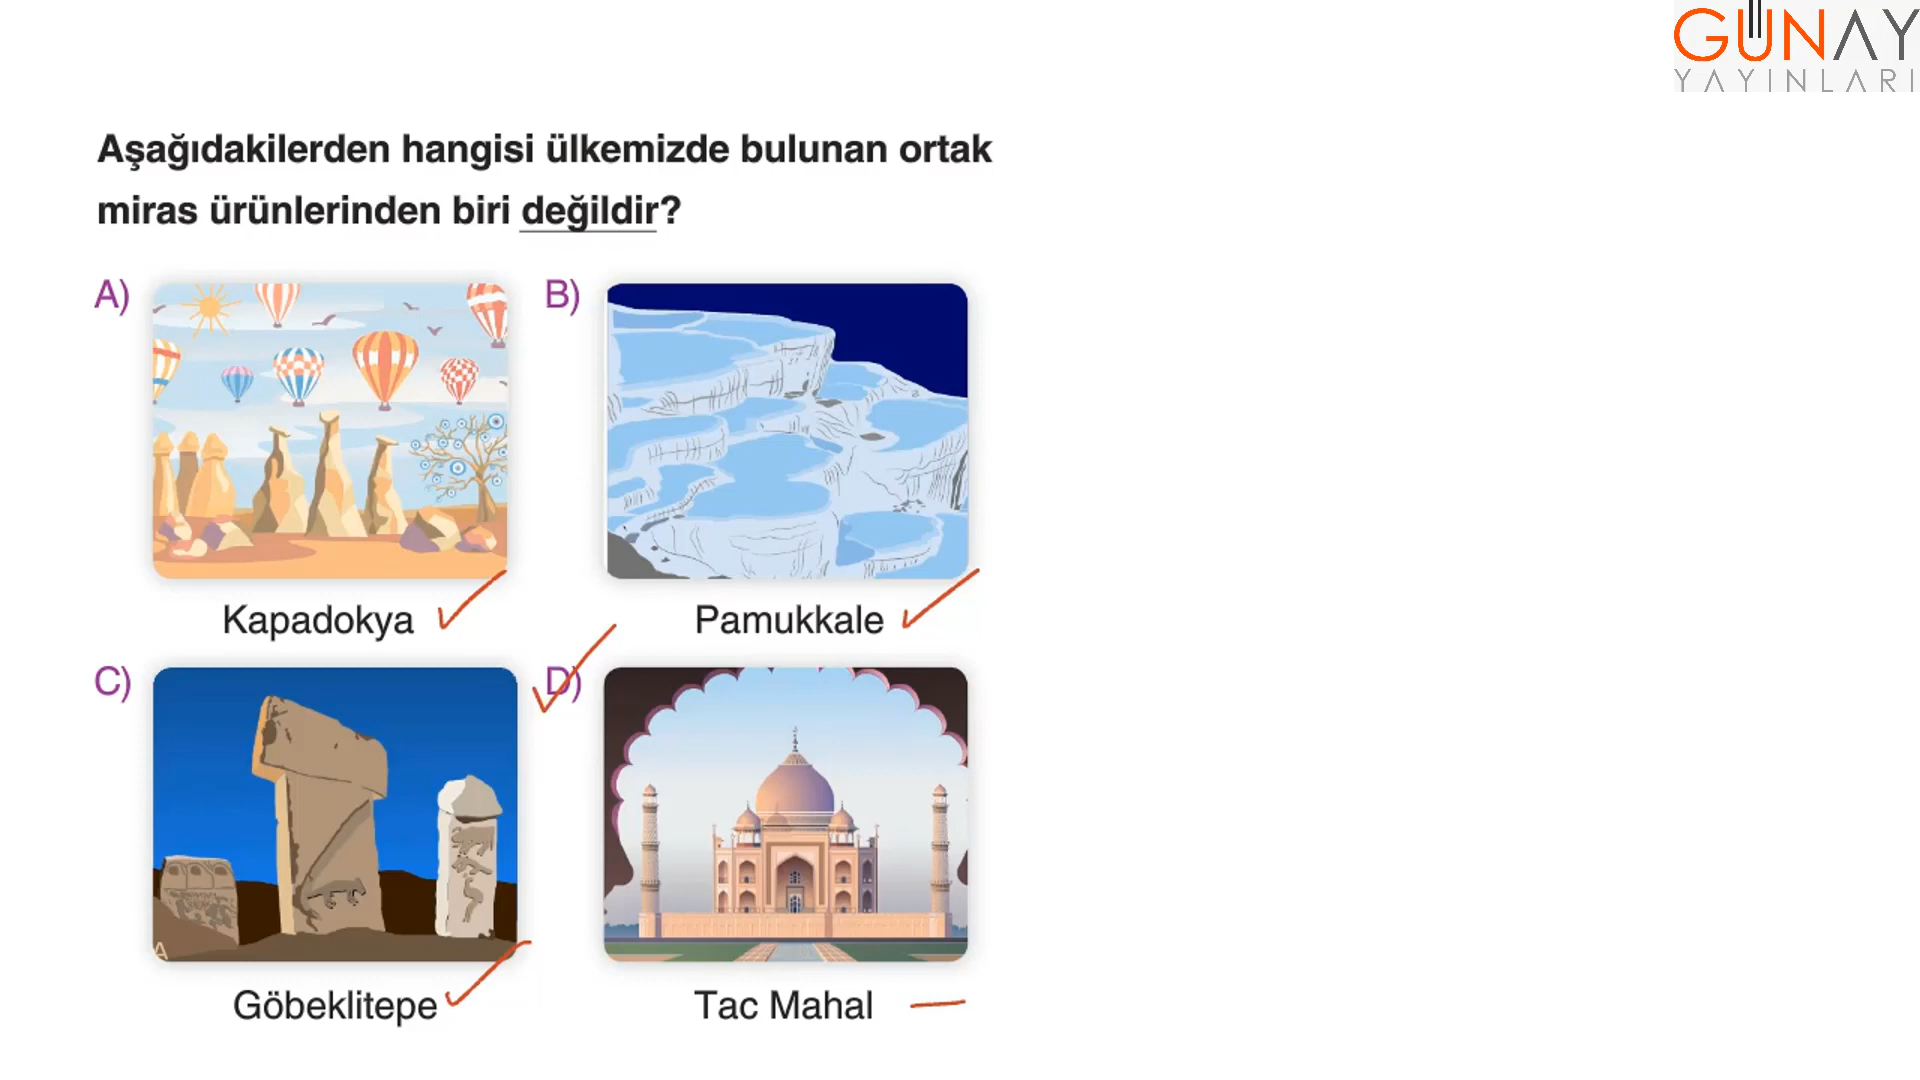 GÜNAY
YAYINLARI
Aşağıdakilerden hangisi ülkemizde bulunan ortak
miras ürünlerinden biri değildir?
A)
B)
Kapadokya
Pamukkale
C)
D)
A
Göbeklitepe
Tac Mahal